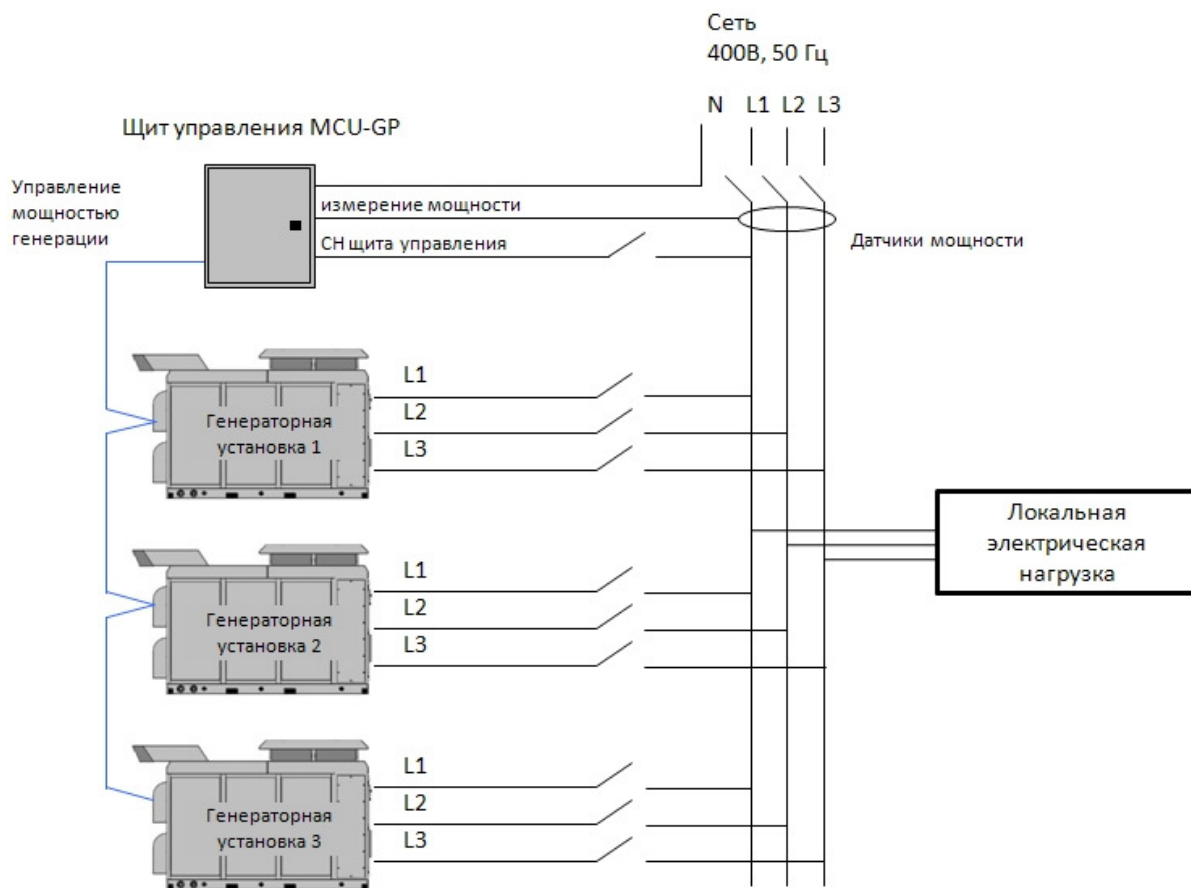 Сеть
400В, 50 Гц
N L1 L2 L3
Щит управления MCU-GP
Управление
мощностью
генерации
измерение мощности
СН щита управления
Датчики мощности
L1
L2
L3
Генераторная
установка 1
Локальная
электрическая
нагрузка
L1
L2
L3
Генераторная
установка 2
L1
L2
L3
Генераторная
установка 3